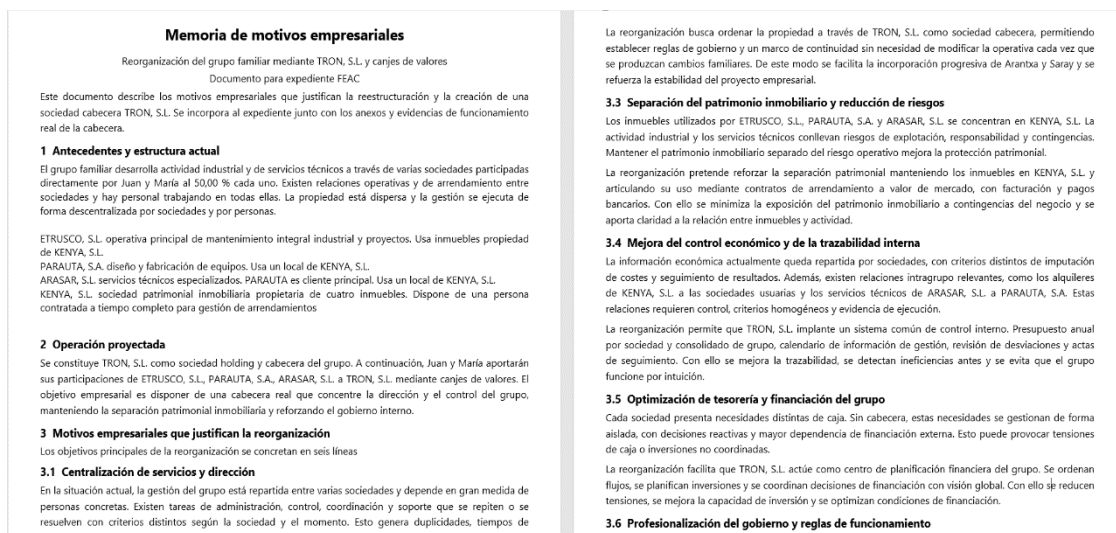 Memoria de motivos empresariales
Reorganización del grupo familiar mediante TRON, S.L. y canjes de valores
Documento para expediente FEAC
Este documento describe los motivos empresariales que justifican la reestructuración y la creación de una
sociedad cabecera TRON, S.L. Se incorpora al expediente junto con los anexos y evidencias de funcionamiento
real de la cabecera.
1 Antecedentes y estructura actual
El grupo familiar desarrolla actividad industrial y de servicios técnicos a través de varias sociedades participadas
directamente por Juan y María al 50,00 % cada uno. Existen relaciones operativas y de arrendamiento entre
sociedades y hay personal trabajando en todas ellas. La propiedad está dispersa y la gestión se ejecuta de
forma descentralizada por sociedades y por personas.
ETRUSCO, S.L. operativa principal de mantenimiento integral industrial y proyectos. Usa inmuebles propiedad
de KENYA, S.L.
PARAUTA, S.A. diseño y fabricación de equipos. Usa un local de KENYA, S.L.
ARASAR, S.L. servicios técnicos especializados. PARAUTA es cliente principal. Usa un local de KENYA, S.L.
KENYA, S.L. sociedad patrimonial inmobiliaria propietaria de cuatro inmuebles. Dispone de una persona
contratada a tiempo completo para gestión de arrendamientos
2 Operación proyectada
Se constituye TRON, S.L. como sociedad holding y cabecera del grupo. A continuación, Juan y María aportarán
sus participaciones de ETRUSCO, S.L., PARAUTA, S.A., ARASAR, S.L. a TRON, S.L. mediante canjes de valores. El
objetivo empresarial es disponer de una cabecera real que concentre la dirección y el control del grupo,
manteniendo la separación patrimonial inmobiliaria y reforzando el gobierno interno.
3 Motivos empresariales que justifican la reorganización
Los objetivos principales de la reorganización se concretan en seis líneas
3.1 Centralización de servicios y dirección
En la situación actual, la gestión del grupo está repartida entre varias sociedades y depende en gran medida de
personas concretas. Existen tareas de administración, control, coordinación y soporte que se repiten o se
resuelven con criterios distintos según la sociedad y el momento. Esto genera duplicidades, tiempos de
La reorganización busca ordenar la propiedad a través de TRON, S.L. como sociedad cabecera, permitiendo
establecer reglas de gobierno y un marco de continuidad sin necesidad de modificar la operativa cada vez que
se produzcan cambios familiares. De este modo se facilita la incorporación progresiva de Arantxa y Saray y se
refuerza la estabilidad del proyecto empresarial.
3.3 Separación del patrimonio inmobiliario y reducción de riesgos
Los inmuebles utilizados por ETRUSCO, S.L., PARAUTA, S.A. y ARASAR, S.L. se concentran en KENYA, S.L. La
actividad industrial y los servicios técnicos conllevan riesgos de explotación, responsabilidad y contingencias.
Mantener el patrimonio inmobiliario separado del riesgo operativo mejora la protección patrimonial.
La reorganización pretende reforzar la separación patrimonial manteniendo los inmuebles en KENYA, S.L. y
articulando su uso mediante contratos de arrendamiento a valor de mercado, con facturación y pagos
bancarios. Con ello se minimiza la exposición del patrimonio inmobiliario a contingencias del negocio y se
aporta claridad a la relación entre inmuebles y actividad.
3.4 Mejora del control económico y de la trazabilidad interna
La información económica actualmente queda repartida por sociedades, con criterios distintos de imputación
de costes y seguimiento de resultados. Además, existen relaciones intragrupo relevantes, como los alquileres
de KENYA, S.L. a las sociedades usuarias y los servicios técnicos de ARASAR, S.L. a PARAUTA, S.A. Estas
relaciones requieren control, criterios homogéneos y evidencia de ejecución.
La reorganización permite que TRON, S.L. implante un sistema común de control interno. Presupuesto anual
por sociedad y consolidado de grupo, calendario de información de gestión, revisión de desviaciones y actas
de seguimiento. Con ello se mejora la trazabilidad, se detectan ineficiencias antes y se evita que el grupo
funcione por intuición.
3.5 Optimización de tesorería y financiación del grupo
Cada sociedad presenta necesidades distintas de caja. Sin cabecera, estas necesidades se gestionan de forma
aislada, con decisiones reactivas y mayor dependencia de financiación externa. Esto puede provocar tensiones
de caja o inversiones no coordinadas.
La reorganización facilita que TRON, S.L. actúe como centro de planificación financiera del grupo. Se ordenan
flujos, se planifican inversiones y se coordinan decisiones de financiación con visión global. Con ello se reducen
tensiones, se mejora la capacidad de inversión y se optimizan condiciones de financiación.
3.6 Profesionalización del gobierno y reglas de funcionamiento